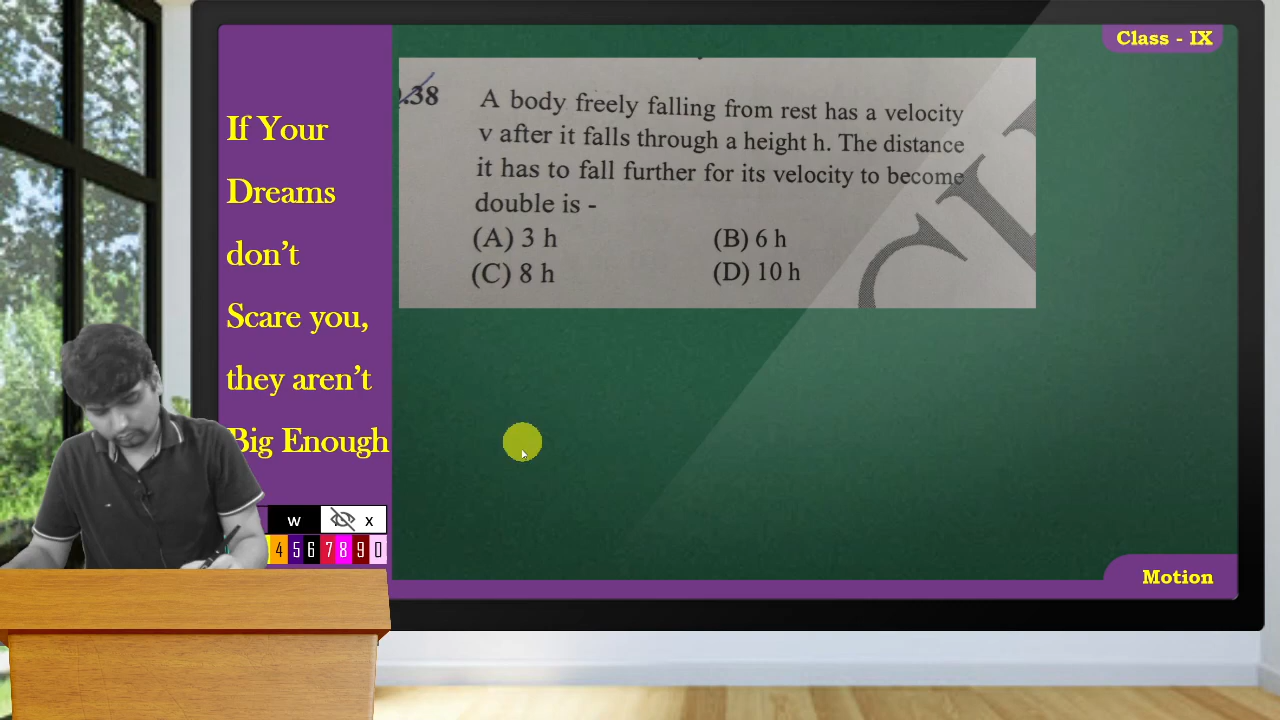 Class - IX
If Your
Dreams
don't
Scare you,
they aren't
Big Enough
.38 A body freely falling from rest has a velocity
v after it falls through a height h. The distance
it has to fall further for its velocity to become
double is -
(A) 3 h (B) 6 h
(C) 8 h (D) 10 h
w x
4 5 6 7 8 9 0
Motion